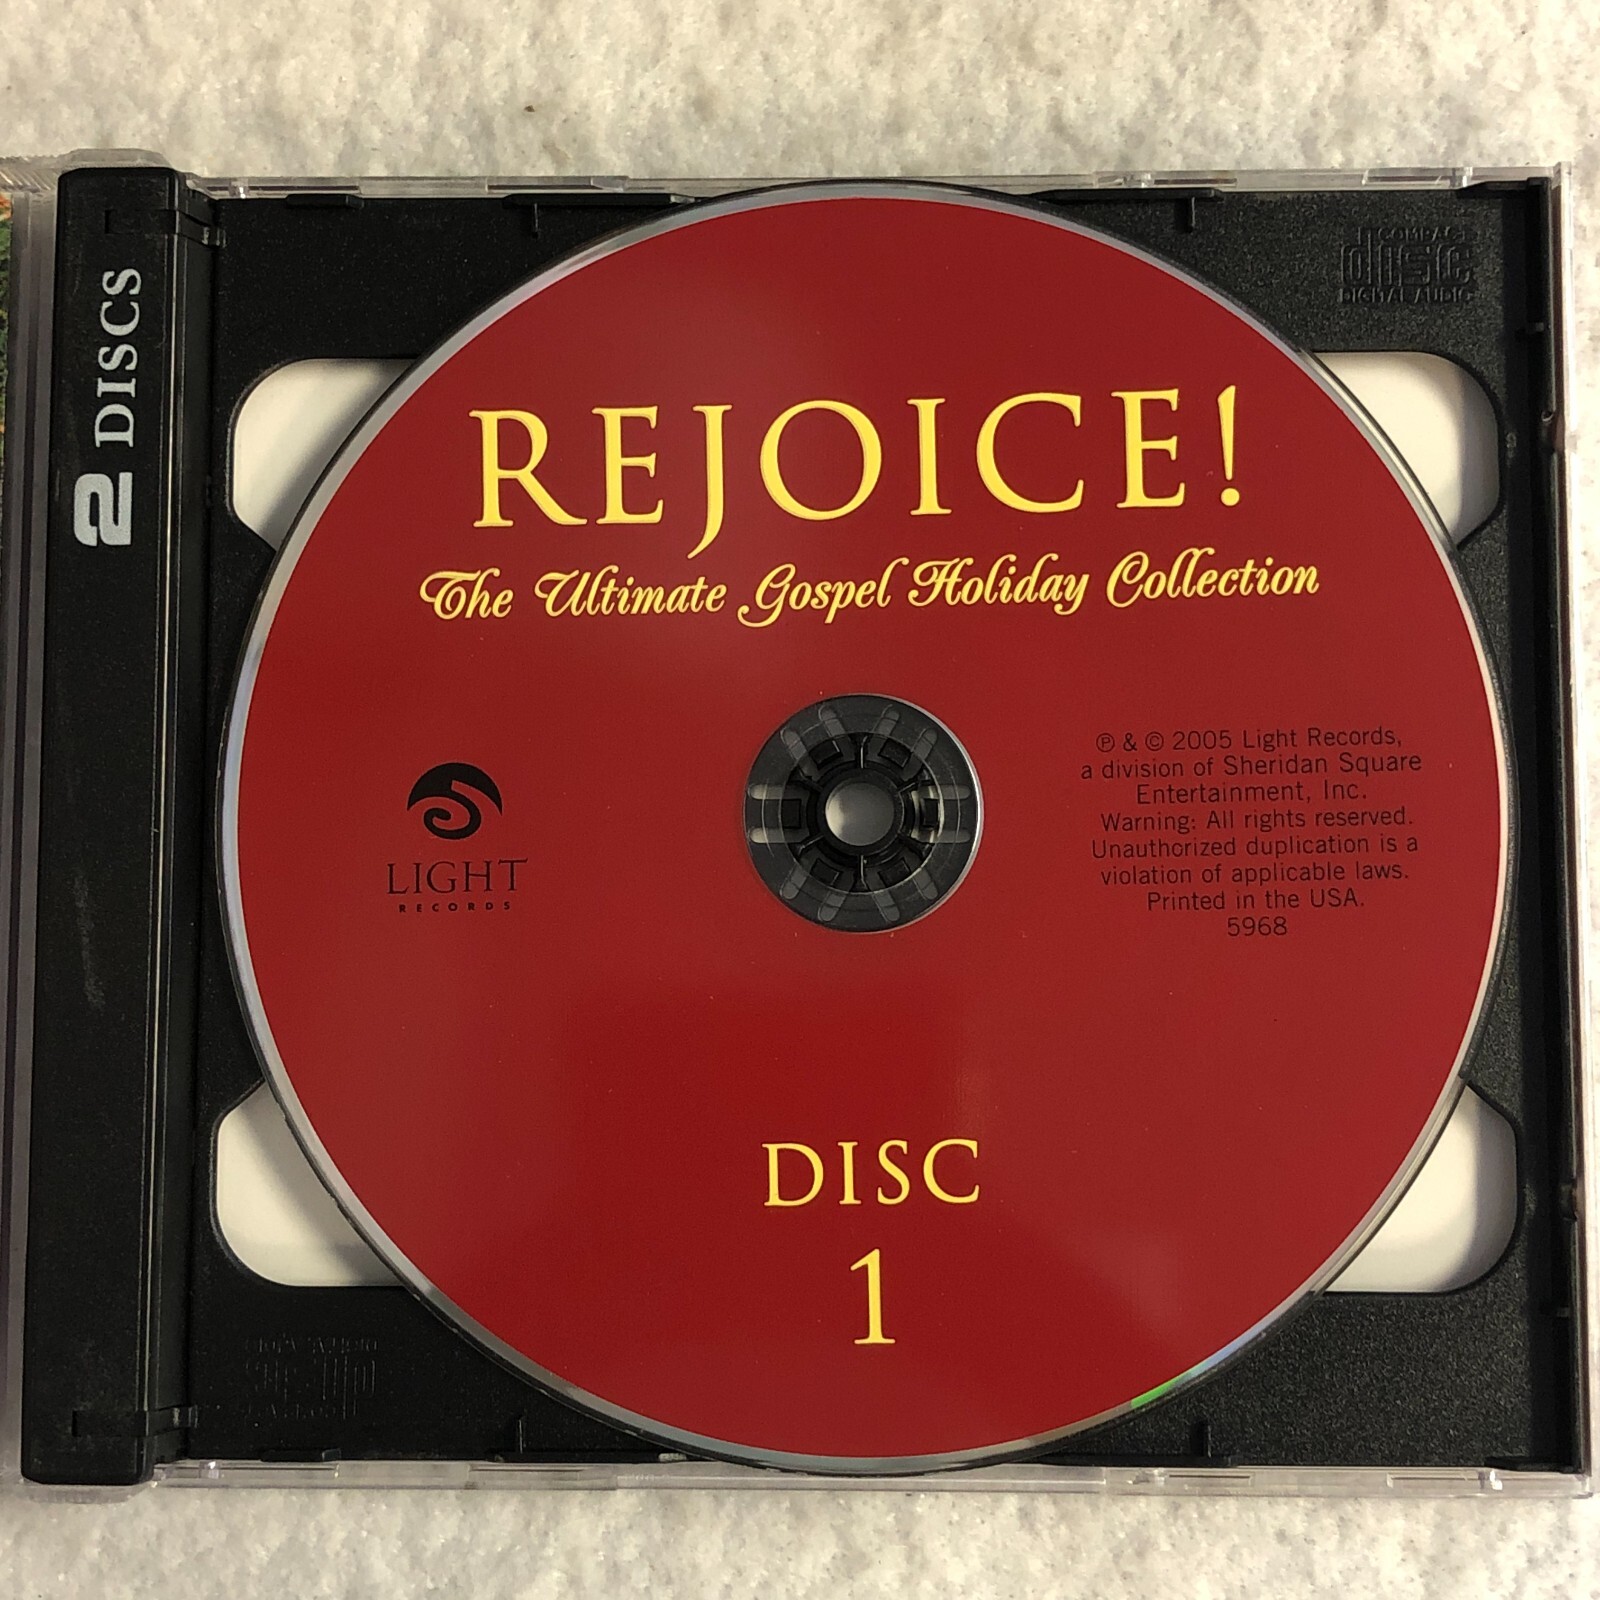 2 DISCS
COMPACT
disc
DIGITAL AUDIO
REJOICE!
The Ultimate Gospel Holiday Collection
LIGHT
RECORDS
℗ & © 2005 Light Records,
a division of Sheridan Square
Entertainment, Inc.
Warning: All rights reserved.
Unauthorized duplication is a
violation of applicable laws.
Printed in the USA.
5968
DISC
1